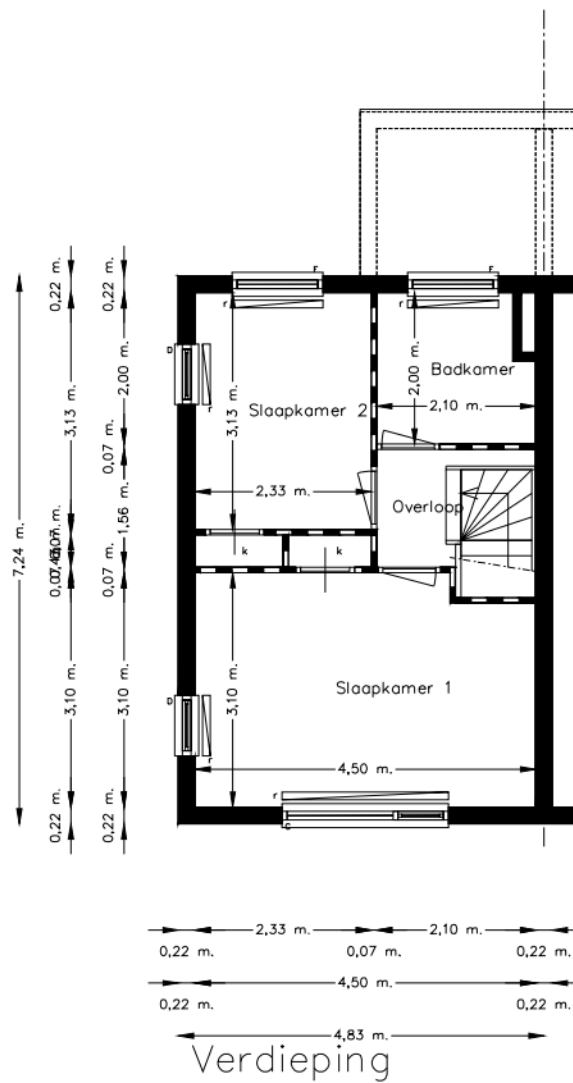 F
F
0,22 m.
0,22 m.
r
r
D
Badkamer
2,00 m.
2,00 m.
Slaapkamer 2
3,13 m.
3,13 m.
2,10 m.
r
0,07 m.
2,33 m.
Overloop
1,56 m.
7,24 m.
k
k
0,07 m.
0,07 m.
Slaapkamer 1
3,10 m.
3,10 m.
3,10 m.
D
r
4,50 m.
r
0,22 m.
0,22 m.
2,33 m.
2,10 m.
0,22 m.
0,07 m.
0,22 m.
4,50 m.
0,22 m.
0,22 m.
4,83 m.
Verdieping